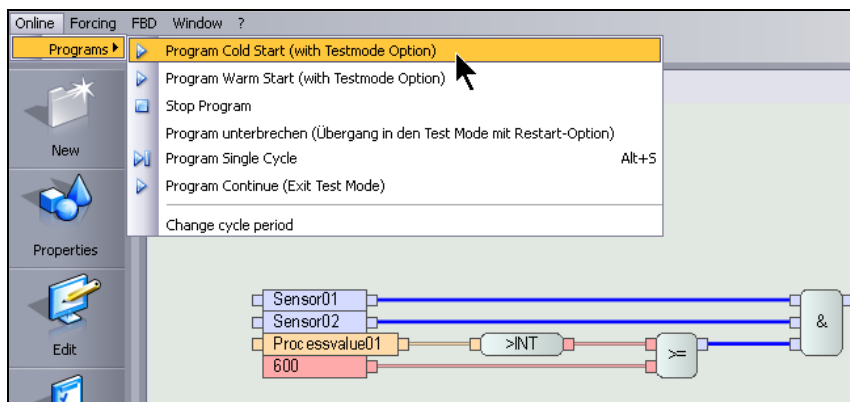 Online Forcing FBD Window ?
Programs
Program Cold Start (with Testmode Option)
Program Warm Start (with Testmode Option)
Stop Program
Program unterbrechen (Übergang in den Test Mode mit Restart-Option)
Program Single Cycle Alt+S
Program Continue (Exit Test Mode)
Change cycle period
New
Properties
Edit
Sensor01
Sensor02
Processvalue01
600
>INT
>=
&